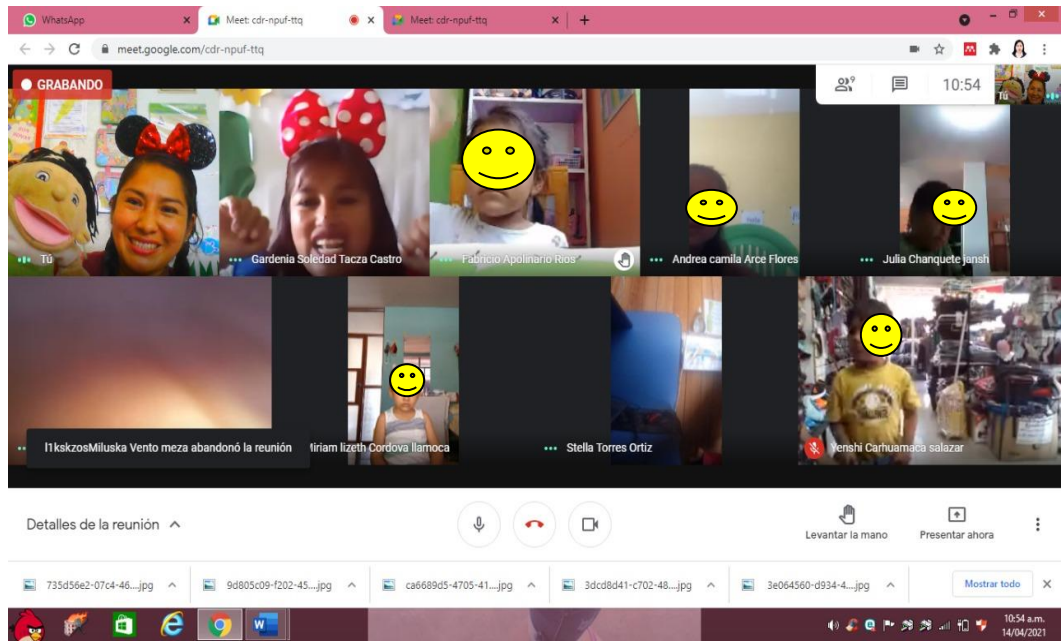 WhatsApp
Meet: cdr-npuf-ttq
Meet: cdr-npuf-ttq
meet.google.com/cdr-npuf-ttq
GRABANDO
9
10:54
Tú
Tú
Gardenia Soledad Tacza Castro
Fabricio Apolinario Rios
Andrea camila Arce Flores
Julia Chanquete jansh
l1kskzosMiluska Vento meza abandonó la reunión
Miriam lizeth Cordova llamoca
Stella Torres Ortiz
Yenshi Carhuamaca salazar
Detalles de la reunión
Levantar la mano
Presentar ahora
735d56e2-07c4-46....jpg
9d805c09-f202-45....jpg
ca6689d5-4705-41....jpg
3dcd8d41-c702-48....jpg
3e064560-d934-4....jpg
Mostrar todo
10:54 a.m.
14/04/2021